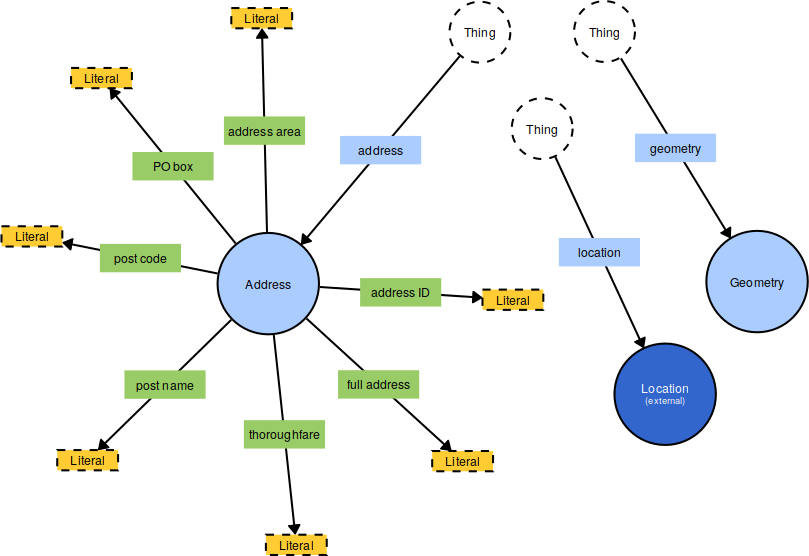 Literal
Thing
Thing
Literal
Thing
address area
address
geometry
PO box
Literal
post code
location
Address
Geometry
address ID
Literal
post name
full address
Location
(external)
thoroughfare
Literal
Literal
Literal